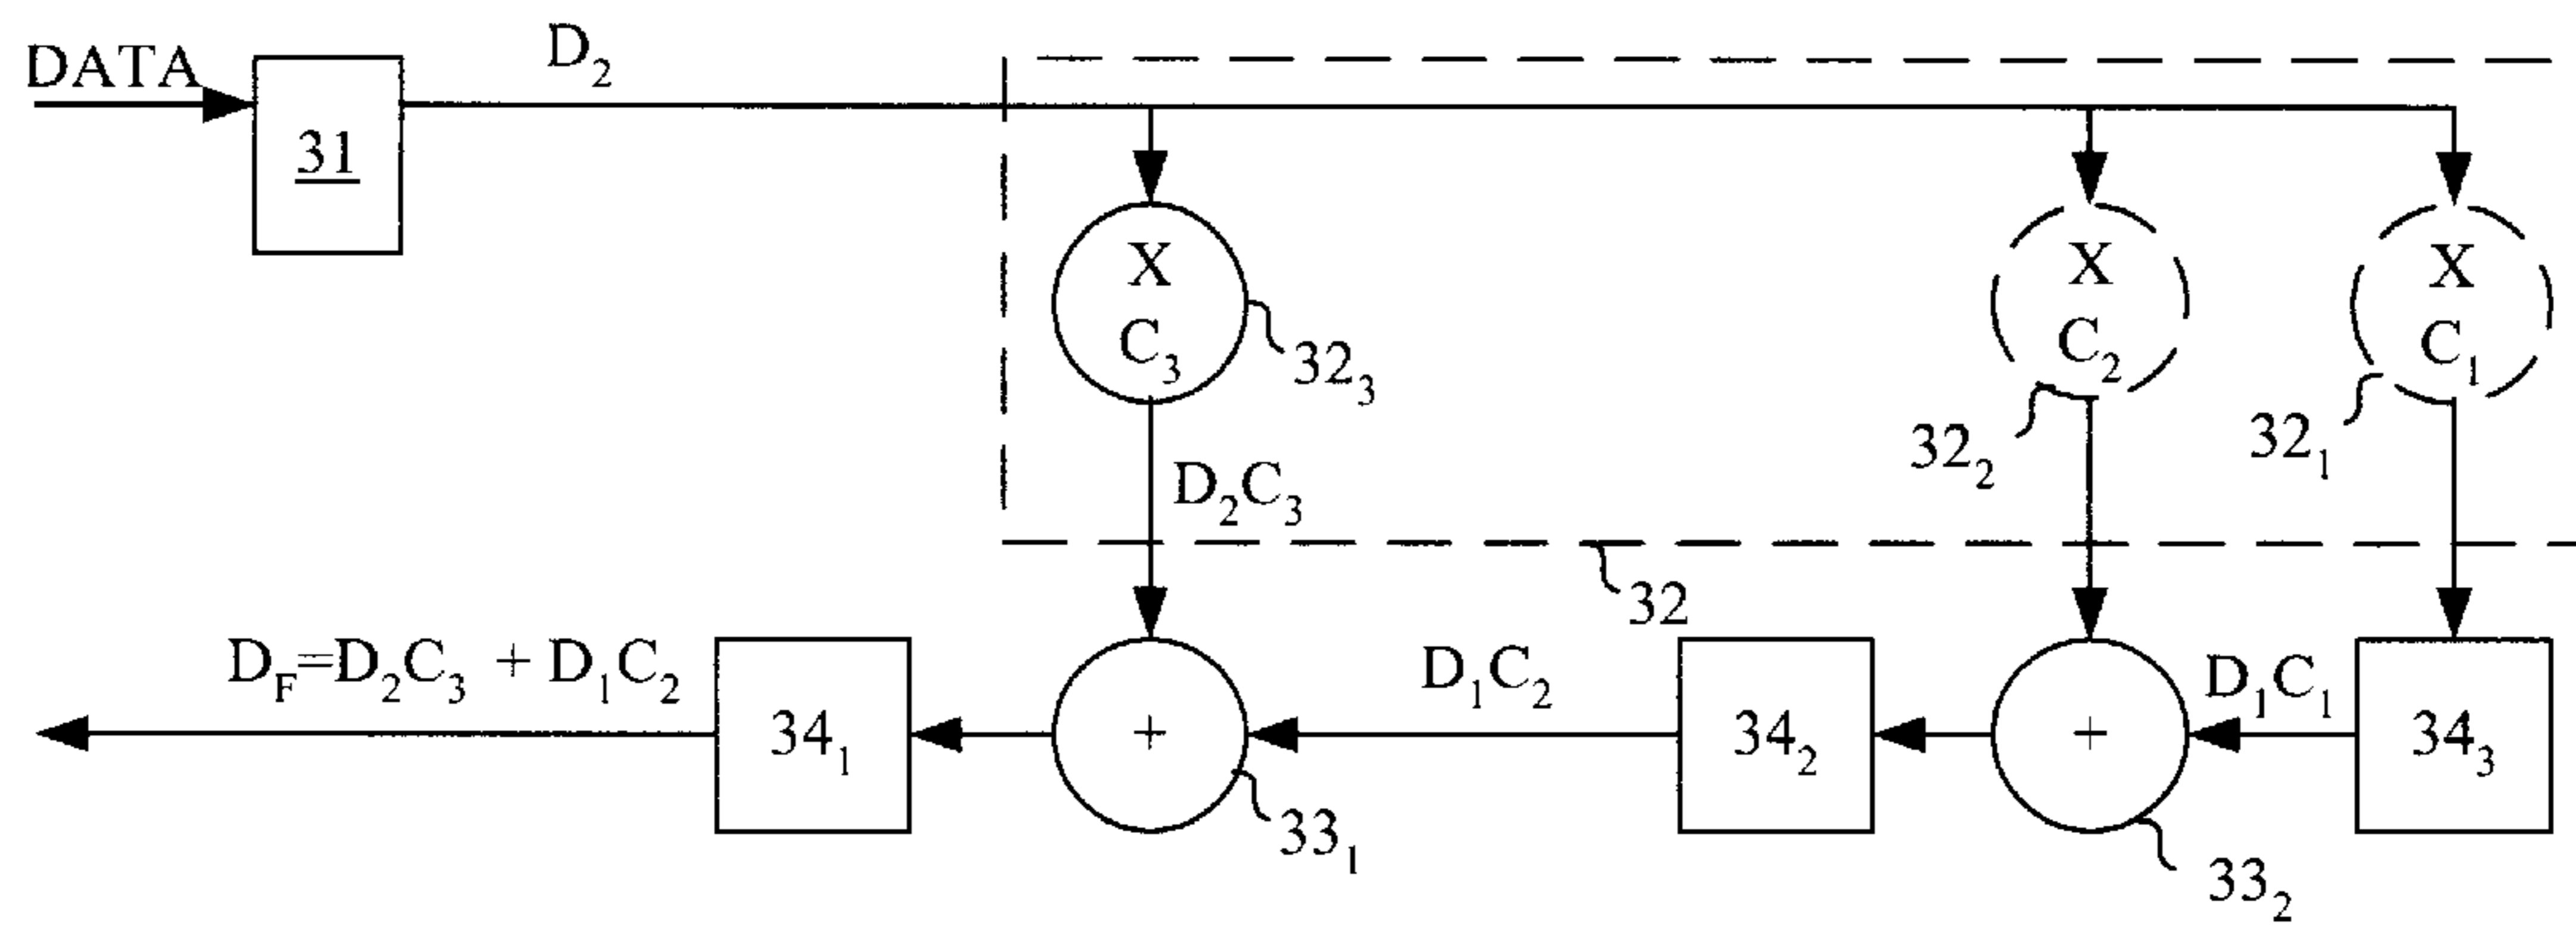 DATA
D₂
31
X
C₃
32₃
X
C₂
32₂
X
C₁
32₁
D₂C₃
32
D_F=D₂C₃ + D₁C₂
34₁
+
33₁
D₁C₂
34₂
+
33₂
D₁C₁
34₃